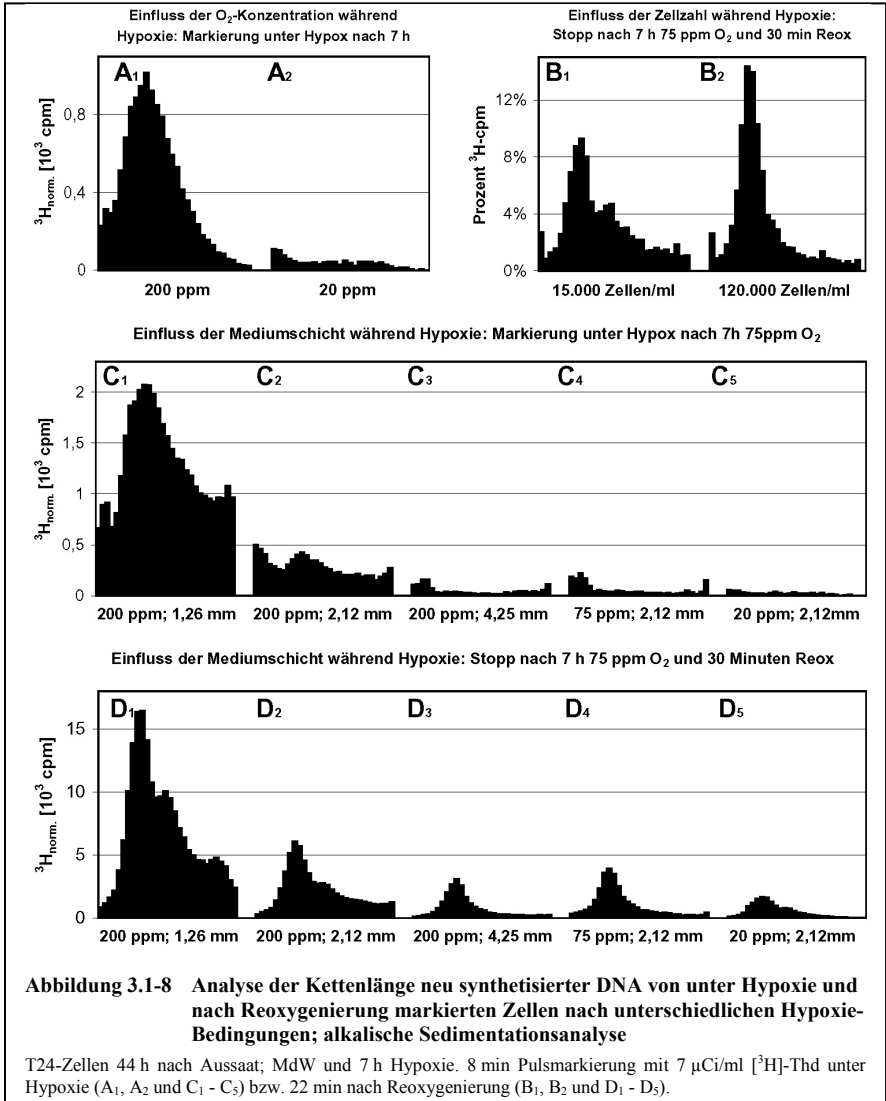 Einfluss der O₂-Konzentration während
Hypoxie: Markierung unter Hypox nach 7 h
A₁
A₂
0,8
0,4
0
³Hnorm. [10³ cpm]
200 ppm
20 ppm
Einfluss der Zellzahl während Hypoxie:
Stopp nach 7 h 75 ppm O₂ und 30 min Reox
B₁
B₂
12%
8%
4%
0%
Prozent ³H-cpm
15.000 Zellen/ml
120.000 Zellen/ml
Einfluss der Mediumschicht während Hypoxie: Markierung unter Hypox nach 7h 75ppm O₂
C₁
C₂
C₃
C₄
C₅
2
1,5
1
0,5
0
³Hnorm. [10³ cpm]
200 ppm; 1,26 mm
200 ppm; 2,12 mm
200 ppm; 4,25 mm
75 ppm; 2,12 mm
20 ppm; 2,12mm
Einfluss der Mediumschicht während Hypoxie: Stopp nach 7 h 75 ppm O₂ und 30 Minuten Reox
D₁
D₂
D₃
D₄
D₅
15
10
5
0
³Hnorm. [10³ cpm]
200 ppm; 1,26 mm
200 ppm; 2,12 mm
200 ppm; 4,25 mm
75 ppm; 2,12 mm
20 ppm; 2,12mm
Abbildung 3.1-8 Analyse der Kettenlänge neu synthetisierter DNA von unter Hypoxie und
nach Reoxygenierung markierten Zellen nach unterschiedlichen Hypoxie-
Bedingungen; alkalische Sedimentationsanalyse
T24-Zellen 44 h nach Aussaat; MdW und 7 h Hypoxie. 8 min Pulsmarkierung mit 7 µCi/ml [³H]-Thd unter
Hypoxie (A₁, A₂ und C₁ - C₅) bzw. 22 min nach Reoxygenierung (B₁, B₂ und D₁ - D₅).